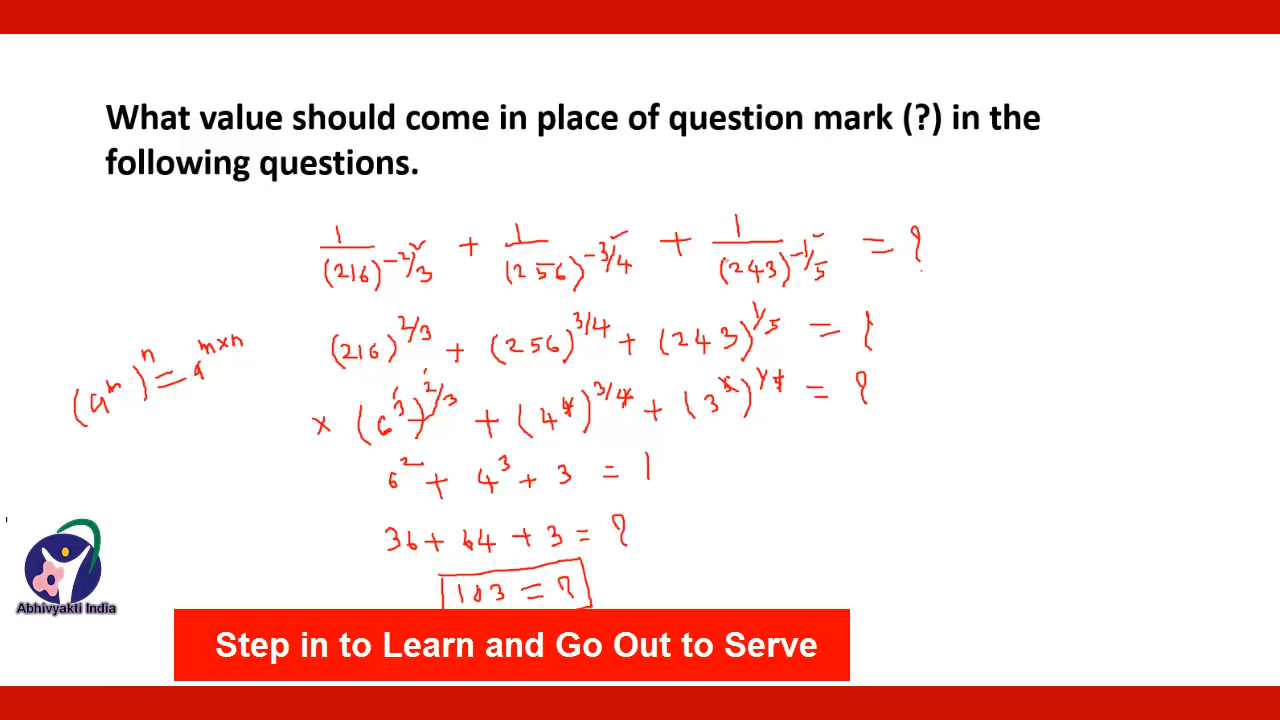 What value should come in place of question mark (?) in the
following questions.
1/(216)^-2/3 + 1/(256)^-3/4 + 1/(243)^-1/5 = ?
(216)^2/3 + (256)^3/4 + (243)^1/5 = ?
(a^m)^n = a^m×n
× (6^3)^2/3 + (4^4)^3/4 + (3^5)^1/5 = ?
6^2 + 4^3 + 3 = ?
36 + 64 + 3 = ?
103 = ?
Abhivyakti India
Step in to Learn and Go Out to Serve